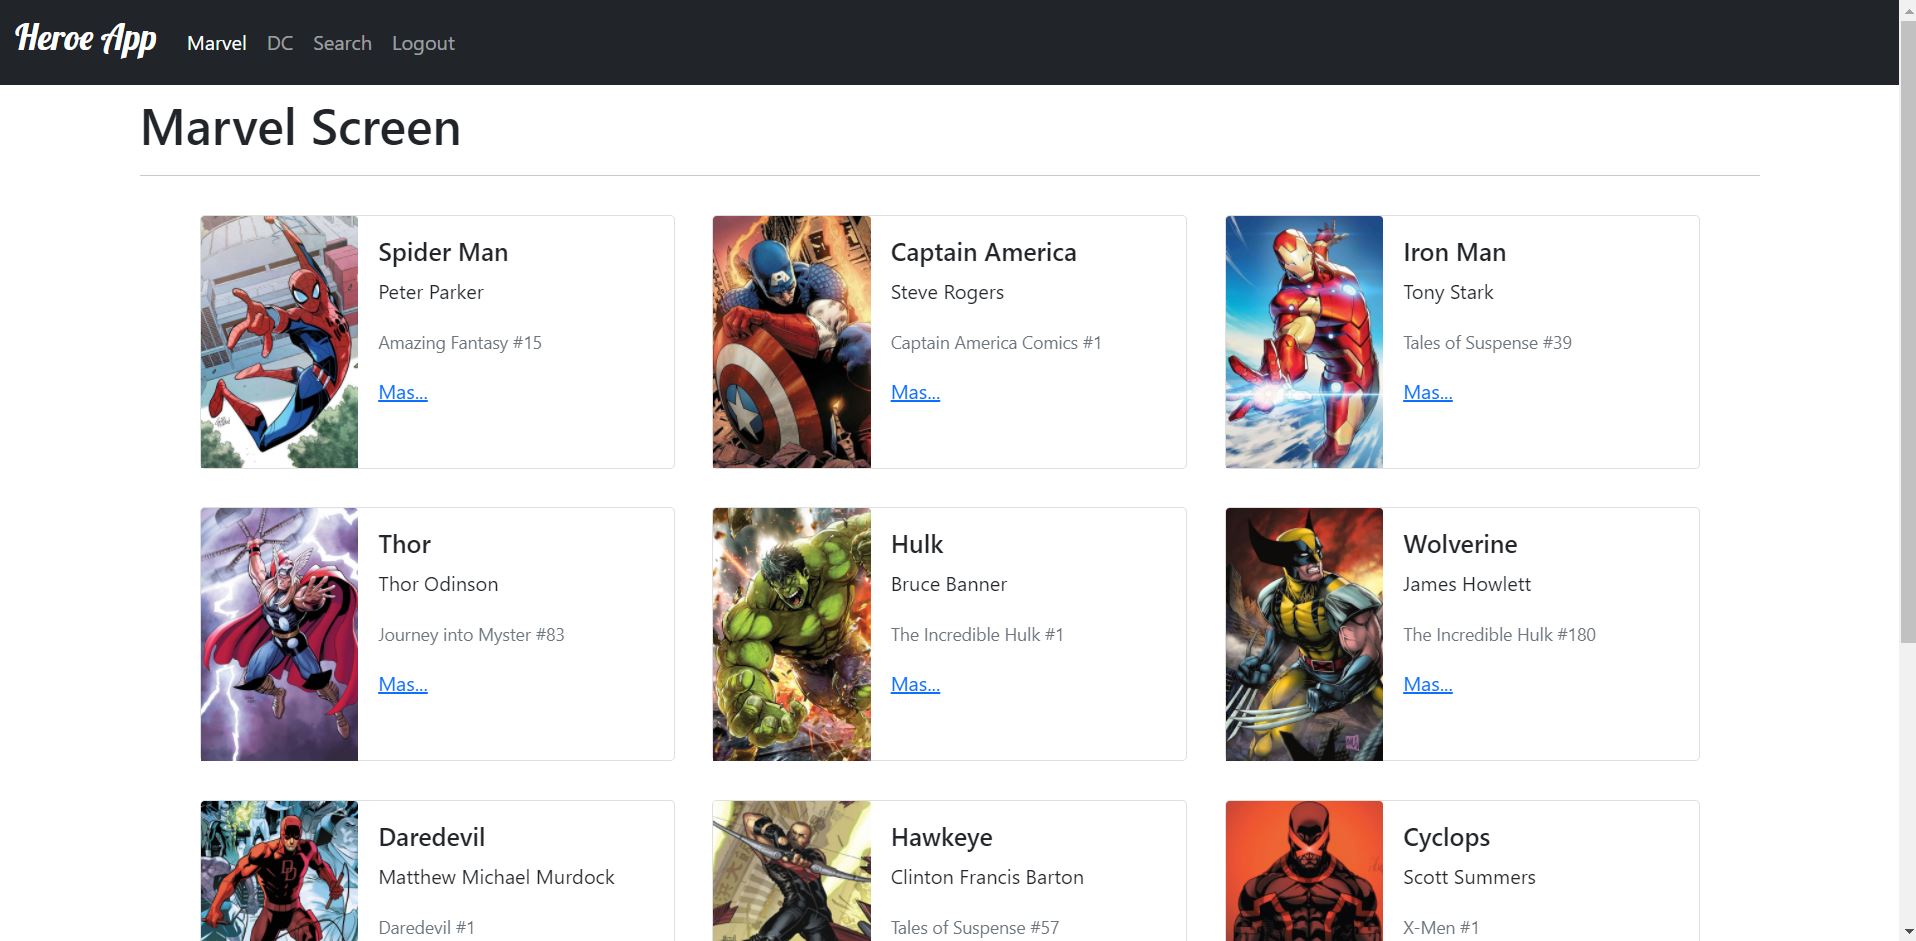 Heroe App
Marvel DC Search Logout
Marvel Screen
Spider Man
Peter Parker
Amazing Fantasy #15
Mas...
Captain America
Steve Rogers
Captain America Comics #1
Mas...
Iron Man
Tony Stark
Tales of Suspense #39
Mas...
Thor
Thor Odinson
Journey into Myster #83
Mas...
Hulk
Bruce Banner
The Incredible Hulk #1
Mas...
Wolverine
James Howlett
The Incredible Hulk #180
Mas...
Daredevil
Matthew Michael Murdock
Daredevil #1
DD
Hawkeye
Clinton Francis Barton
Tales of Suspense #57
Cyclops
Scott Summers
X-Men #1